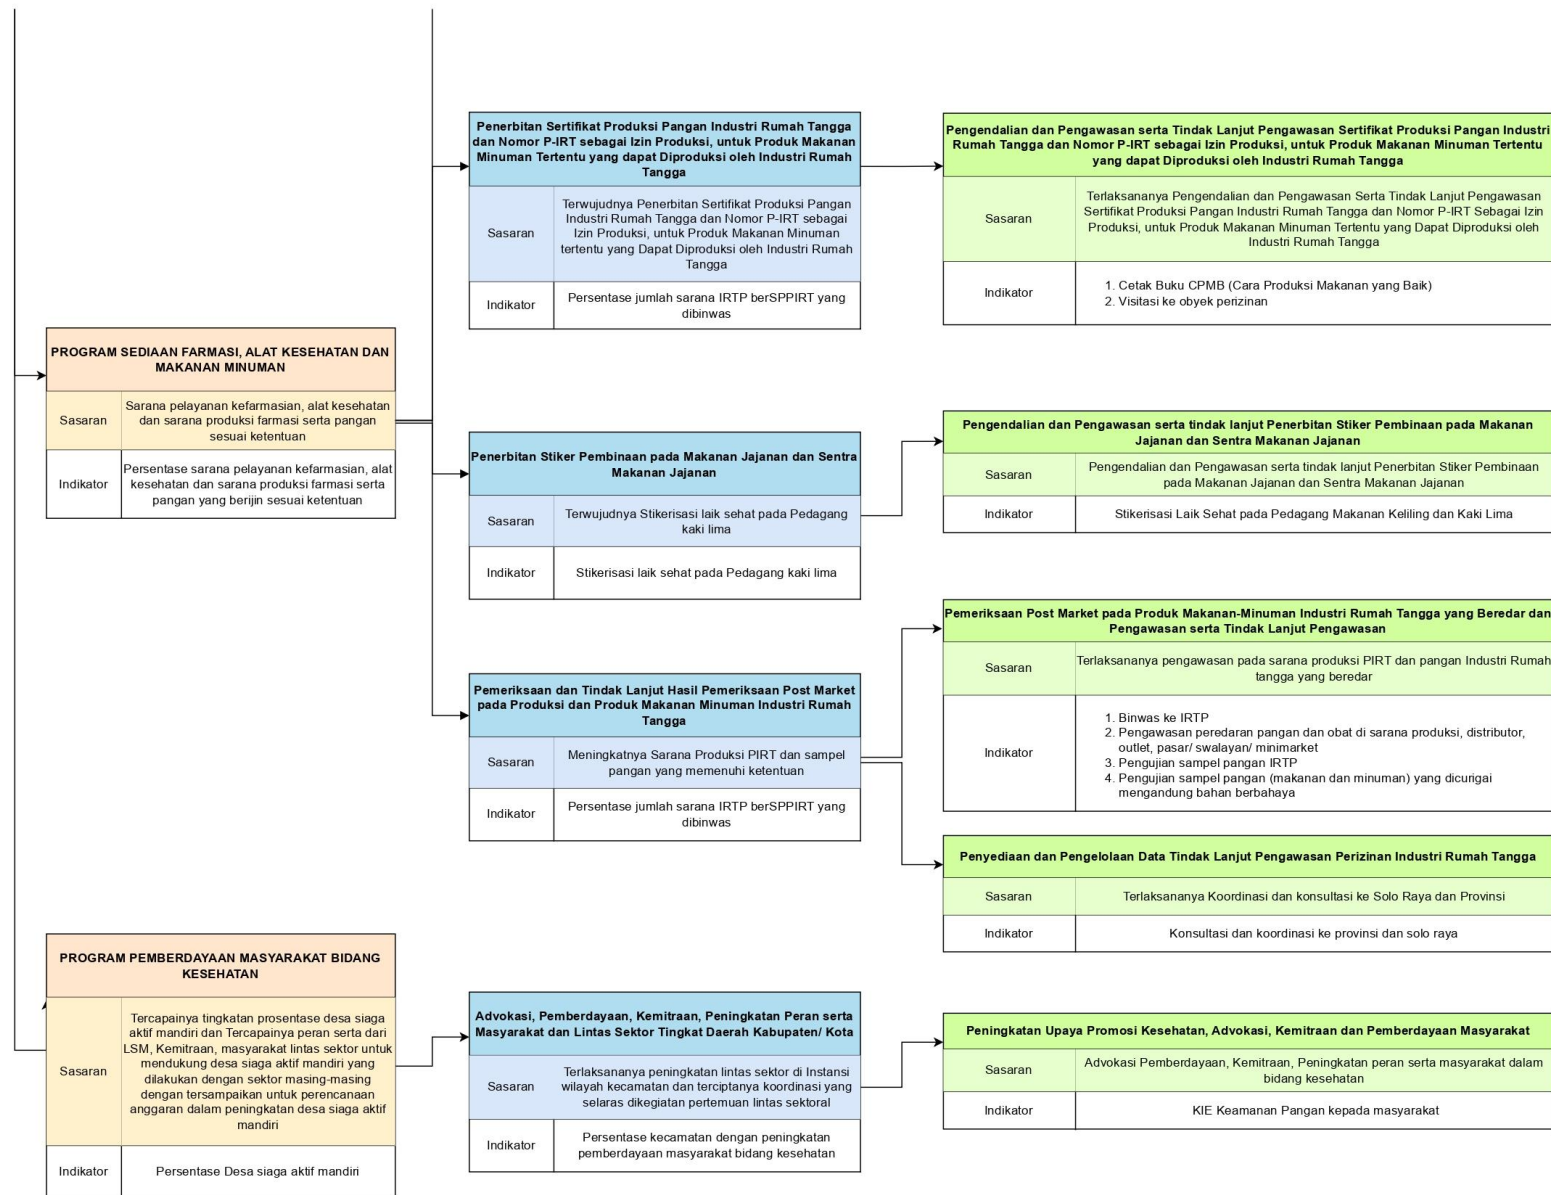 PROGRAM SEDIAAN FARMASI, ALAT KESEHATAN DAN
MAKANAN MINUMAN
Sasaran
Sarana pelayanan kefarmasian, alat kesehatan
dan sarana produksi farmasi serta pangan
sesuai ketentuan
Indikator
Persentase sarana pelayanan kefarmasian, alat
kesehatan dan sarana produksi farmasi serta
pangan yang berijin sesuai ketentuan
Penerbitan Sertifikat Produksi Pangan Industri Rumah Tangga
dan Nomor P-IRT sebagai Izin Produksi, untuk Produk Makanan
Minuman Tertentu yang dapat Diproduksi oleh Industri Rumah
Tangga
Sasaran
Terwujudnya Penerbitan Sertifikat Produksi Pangan
Industri Rumah Tangga dan Nomor P-IRT sebagai
Izin Produksi, untuk Produk Makanan Minuman
tertentu yang Dapat Diproduksi oleh Industri Rumah
Tangga
Indikator
Persentase jumlah sarana IRTP berSPPIRT yang
dibinwas
Pengendalian dan Pengawasan serta Tindak Lanjut Pengawasan Sertifikat Produksi Pangan Industri
Rumah Tangga dan Nomor P-IRT sebagai Izin Produksi, untuk Produk Makanan Minuman Tertentu
yang dapat Diproduksi oleh Industri Rumah Tangga
Sasaran
Terlaksananya Pengendalian dan Pengawasan Serta Tindak Lanjut Pengawasan
Sertifikat Produksi Pangan Industri Rumah Tangga dan Nomor P-IRT Sebagai Izin
Produksi, untuk Produk Makanan Minuman Tertentu yang Dapat Diproduksi oleh
Industri Rumah Tangga
Indikator
1. Cetak Buku CPMB (Cara Produksi Makanan yang Baik)
2. Visitasi ke obyek perizinan
Penerbitan Stiker Pembinaan pada Makanan Jajanan dan Sentra
Makanan Jajanan
Sasaran
Terwujudnya Stikerisasi laik sehat pada Pedagang
kaki lima
Indikator
Stikerisasi laik sehat pada Pedagang kaki lima
Pengendalian dan Pengawasan serta tindak lanjut Penerbitan Stiker Pembinaan pada Makanan
Jajanan dan Sentra Makanan Jajanan
Sasaran
Pengendalian dan Pengawasan serta tindak lanjut Penerbitan Stiker Pembinaan
pada Makanan Jajanan dan Sentra Makanan Jajanan
Indikator
Stikerisasi Laik Sehat pada Pedagang Makanan Keliling dan Kaki Lima
Pemeriksaan dan Tindak Lanjut Hasil Pemeriksaan Post Market
pada Produksi dan Produk Makanan Minuman Industri Rumah
Tangga
Sasaran
Meningkatnya Sarana Produksi PIRT dan sampel
pangan yang memenuhi ketentuan
Indikator
Persentase jumlah sarana IRTP berSPPIRT yang
dibinwas
Pemeriksaan Post Market pada Produk Makanan-Minuman Industri Rumah Tangga yang Beredar dan
Pengawasan serta Tindak Lanjut Pengawasan
Sasaran
Terlaksananya pengawasan pada sarana produksi PIRT dan pangan Industri Rumah
tangga yang beredar
Indikator
1. Binwas ke IRTP
2. Pengawasan peredaran pangan dan obat di sarana produksi, distributor,
outlet, pasar/ swalayan/ minimarket
3. Pengujian sampel pangan IRTP
4. Pengujian sampel pangan (makanan dan minuman) yang dicurigai
mengandung bahan berbahaya
Penyediaan dan Pengelolaan Data Tindak Lanjut Pengawasan Perizinan Industri Rumah Tangga
Sasaran
Terlaksananya Koordinasi dan konsultasi ke Solo Raya dan Provinsi
Indikator
Konsultasi dan koordinasi ke provinsi dan solo raya
PROGRAM PEMBERDAYAAN MASYARAKAT BIDANG
KESEHATAN
Sasaran
Tercapainya tingkatan prosentase desa siaga
aktif mandiri dan Tercapainya peran serta dari
LSM, Kemitraan, masyarakat lintas sektor untuk
mendukung desa siaga aktif mandiri yang
dilakukan dengan sektor masing-masing
dengan tersampaikan untuk perencanaan
anggaran dalam peningkatan desa siaga aktif
mandiri
Indikator
Persentase Desa siaga aktif mandiri
Advokasi, Pemberdayaan, Kemitraan, Peningkatan Peran serta
Masyarakat dan Lintas Sektor Tingkat Daerah Kabupaten/ Kota
Sasaran
Terlaksananya peningkatan lintas sektor di Instansi
wilayah kecamatan dan terciptanya koordinasi yang
selaras dikegiatan pertemuan lintas sektoral
Indikator
Persentase kecamatan dengan peningkatan
pemberdayaan masyarakat bidang kesehatan
Peningkatan Upaya Promosi Kesehatan, Advokasi, Kemitraan dan Pemberdayaan Masyarakat
Sasaran
Advokasi Pemberdayaan, Kemitraan, Peningkatan peran serta masyarakat dalam
bidang kesehatan
Indikator
KIE Keamanan Pangan kepada masyarakat